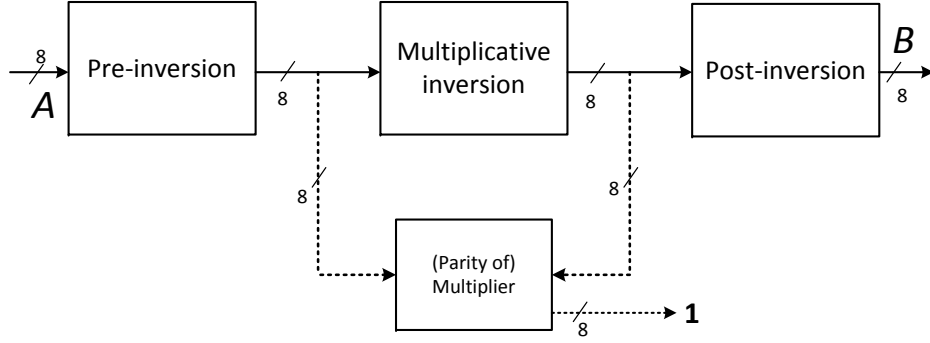 8
A
Pre-inversion
8
Multiplicative
inversion
8
Post-inversion
B
8
8
8
(Parity of)
Multiplier
8
1